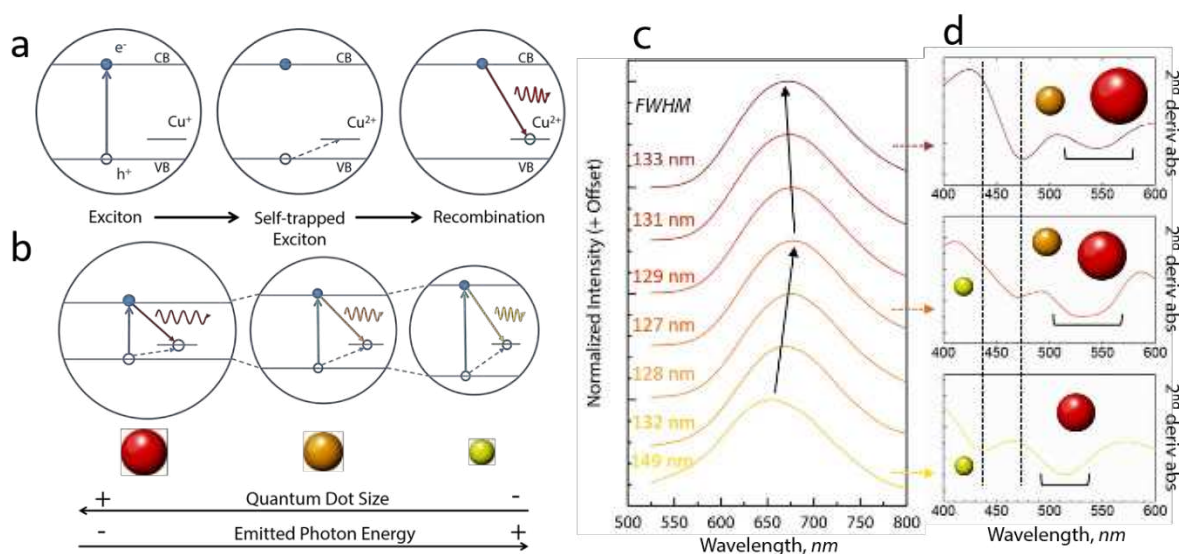 a
e-
CB
Cu+
VB
h+
Exciton
CB
Cu2+
VB
Self-trapped
Exciton
CB
Cu2+
VB
Recombination
b
+
Quantum Dot Size
-
-
Emitted Photon Energy
+
c
Normalized Intensity (+ Offset)
FWHM
133 nm
131 nm
129 nm
127 nm
128 nm
132 nm
149 nm
500 550 600 650 700 750 800
Wavelength, nm
d
2nd deriv abs
400 450 500 550 600
2nd deriv abs
400 450 500 550 600
2nd deriv abs
400 450 500 550 600
Wavelength, nm